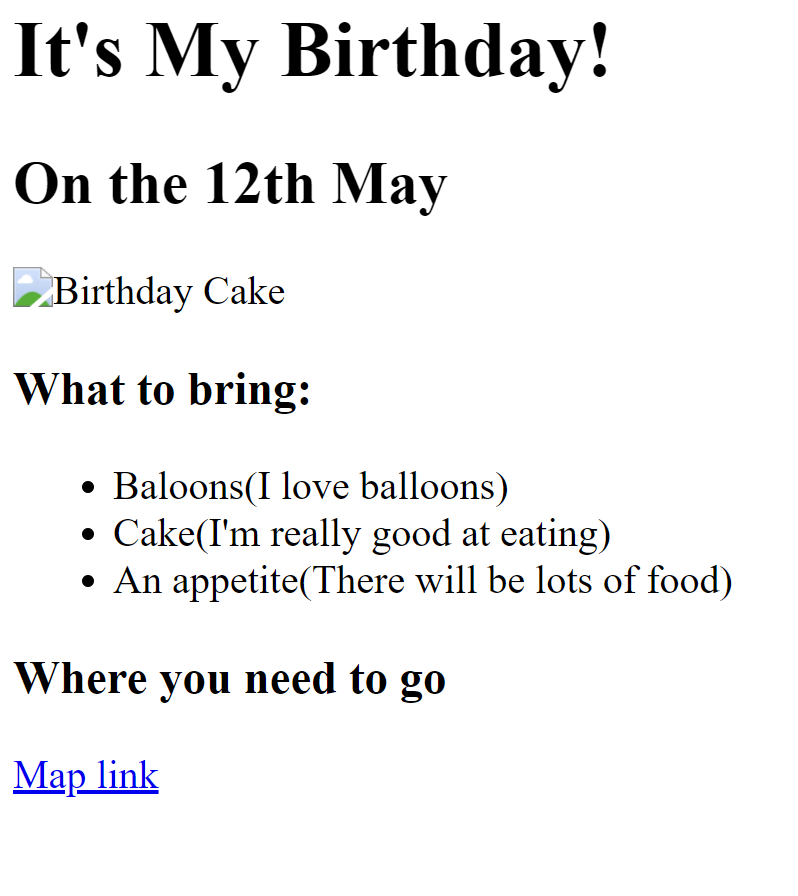 It's My Birthday!
On the 12th May
Birthday Cake
What to bring:
Baloons(I love balloons)
Cake(I'm really good at eating)
An appetite(There will be lots of food)
Where you need to go
Map link